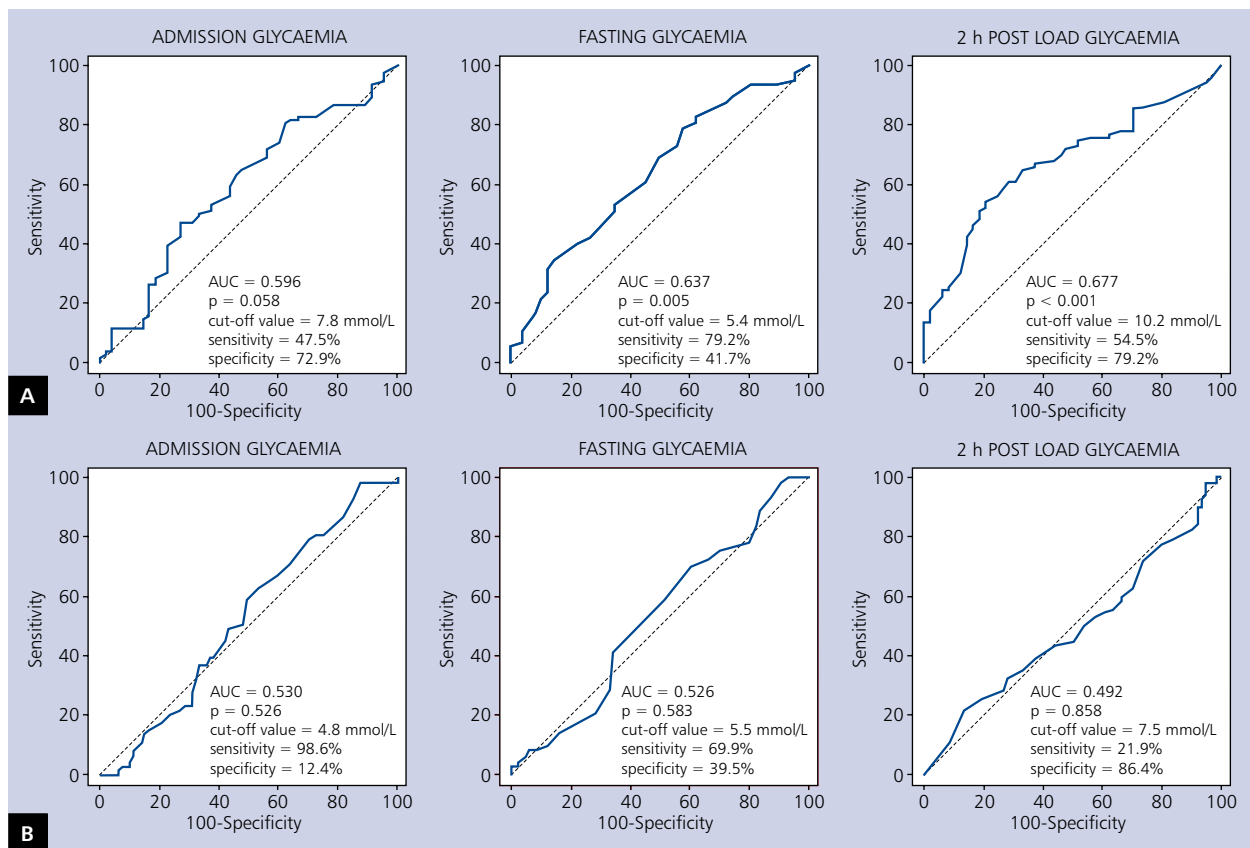 ADMISSION GLYCAEMIA
100
80
60
40
20
0
Sensitivity
AUC = 0.596
p = 0.058
cut-off value = 7.8 mmol/L
sensitivity = 47.5%
specificity = 72.9%
0 20 40 60 80 100
100-Specificity
FASTING GLYCAEMIA
100
80
60
40
20
0
Sensitivity
AUC = 0.637
p = 0.005
cut-off value = 5.4 mmol/L
sensitivity = 79.2%
specificity = 41.7%
0 20 40 60 80 100
100-Specificity
2 h POST LOAD GLYCAEMIA
100
80
60
40
20
0
Sensitivity
AUC = 0.677
p < 0.001
cut-off value = 10.2 mmol/L
sensitivity = 54.5%
specificity = 79.2%
0 20 40 60 80 100
100-Specificity
A
ADMISSION GLYCAEMIA
100
80
60
40
20
0
Sensitivity
AUC = 0.530
p = 0.526
cut-off value = 4.8 mmol/L
sensitivity = 98.6%
specificity = 12.4%
0 20 40 60 80 100
100-Specificity
FASTING GLYCAEMIA
100
80
60
40
20
0
Sensitivity
AUC = 0.526
p = 0.583
cut-off value = 5.5 mmol/L
sensitivity = 69.9%
specificity = 39.5%
0 20 40 60 80 100
100-Specificity
2 h POST LOAD GLYCAEMIA
100
80
60
40
20
0
Sensitivity
AUC = 0.492
p = 0.858
cut-off value = 7.5 mmol/L
sensitivity = 21.9%
specificity = 86.4%
0 20 40 60 80 100
100-Specificity
B